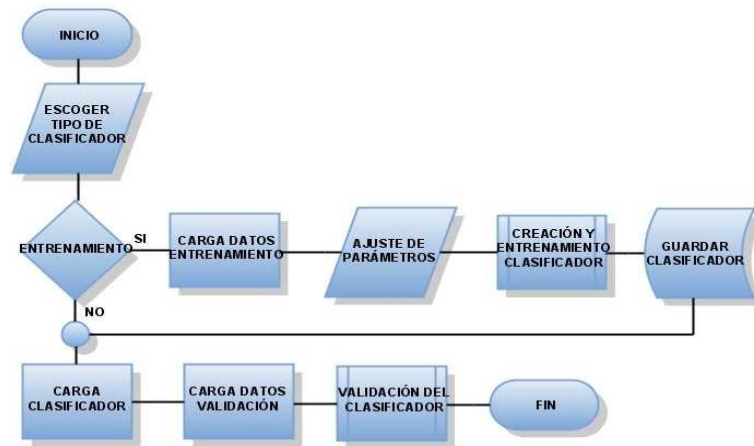 INICIO
ESCOGER
TIPO DE
CLASIFICADOR
ENTRENAMIENTO
SI
CARGA DATOS
ENTRENAMIENTO
AJUSTE DE
PARÁMETROS
CREACIÓN Y
ENTRENAMIENTO
CLASIFICADOR
GUARDAR
CLASIFICADOR
NO
CARGA
CLASIFICADOR
CARGA DATOS
VALIDACIÓN
VALIDACIÓN DEL
CLASIFICADOR
FIN